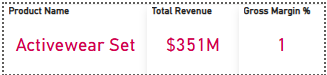 Product Name Total Revenue Gross Margin %
Activewear Set $351M 1